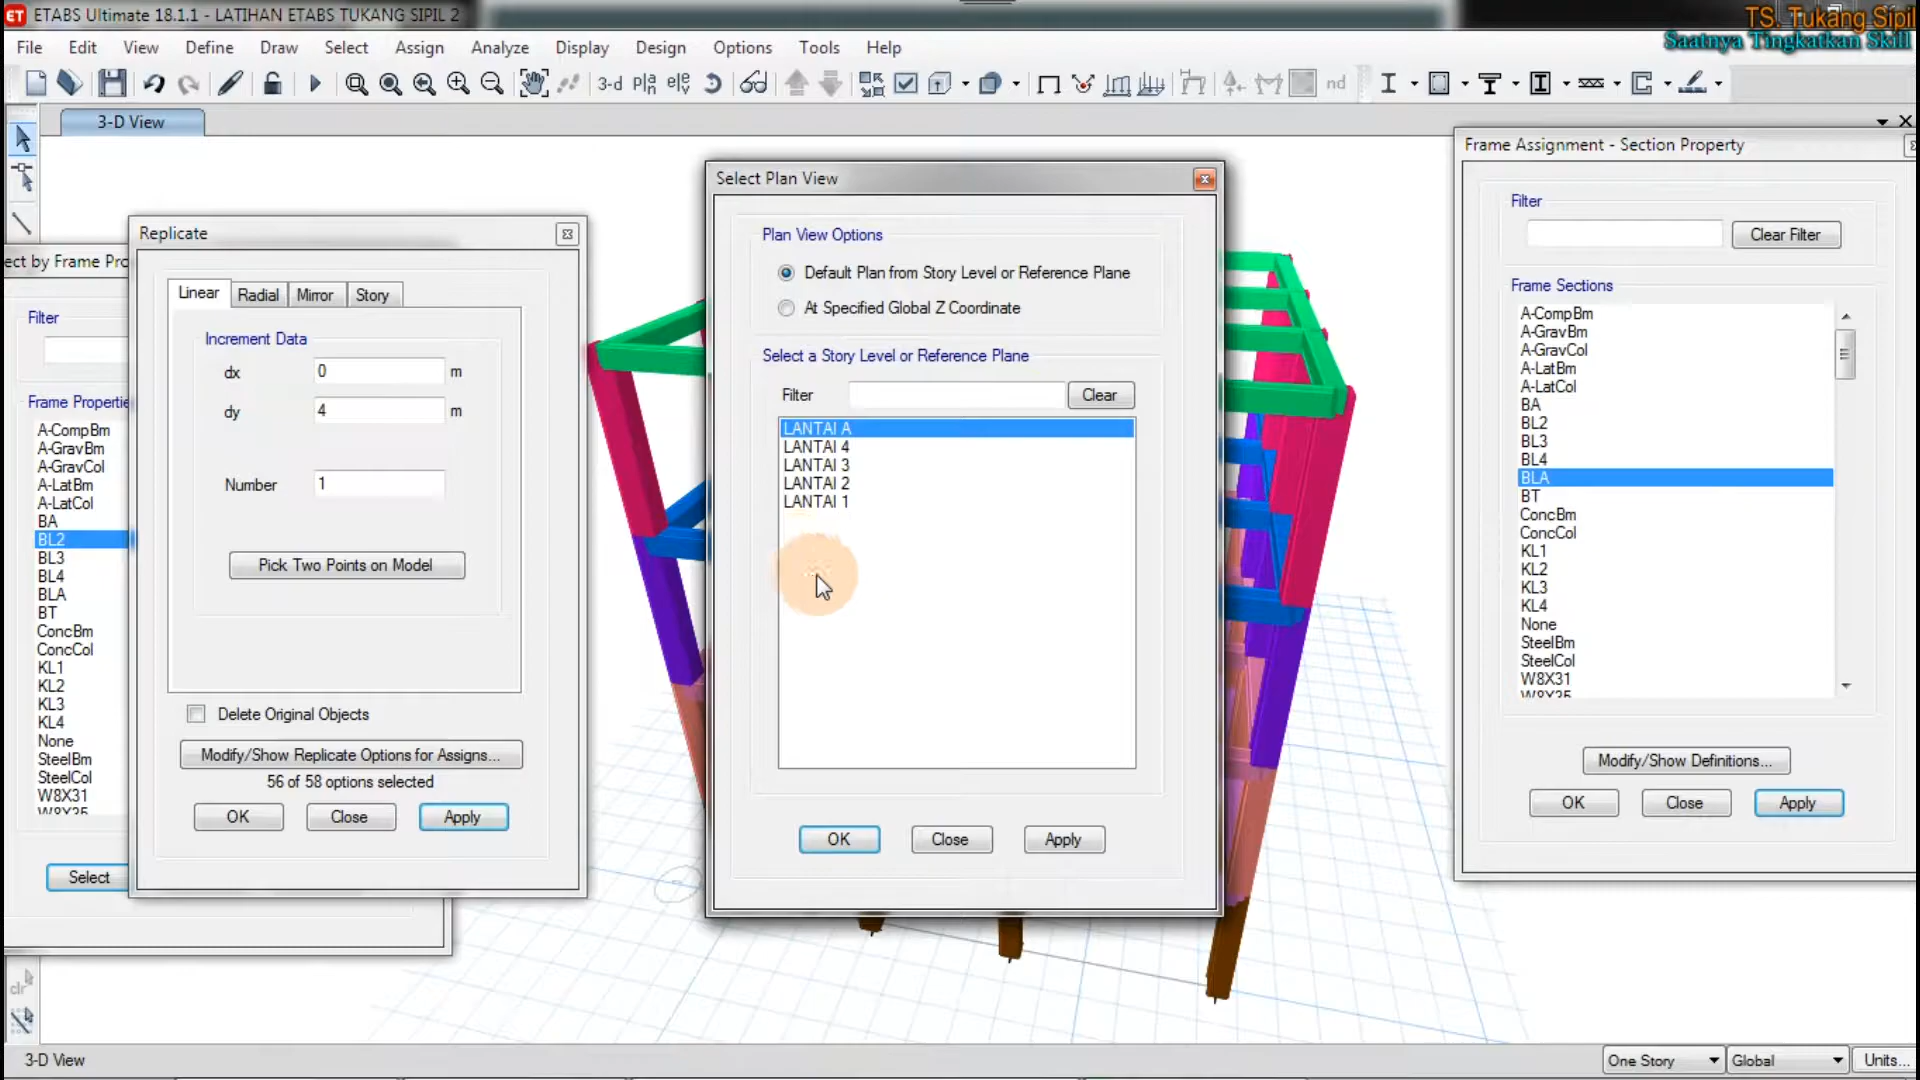 ETABS Ultimate 18.1.1 - LATIHAN ETABS TUKANG SIPIL 2
TS. Tukang Sipil
Saatnya Tingkatkan Skill
File Edit View Define Draw Select Assign Analyze Display Design Options Tools Help
3-d
nd
3-D View
Select Plan View
Plan View Options
Default Plan from Story Level or Reference Plane
At Specified Global Z Coordinate
Select a Story Level or Reference Plane
Filter
Clear
LANTAI A
LANTAI 4
LANTAI 3
LANTAI 2
LANTAI 1
OK Close Apply
Replicate
Linear Radial Mirror Story
Increment Data
dx 0 m
dy 4 m
Number 1
Pick Two Points on Model
Delete Original Objects
Modify/Show Replicate Options for Assigns...
56 of 58 options selected
OK Close Apply
ect by Frame Pro
Filter
Frame Propertie
A-CompBm
A-GravBm
A-GravCol
A-LatBm
A-LatCol
BA
BL2
BL3
BL4
BLA
BT
ConcBm
ConcCol
KL1
KL2
KL3
KL4
None
SteelBm
SteelCol
W8X31
W8X35
Select
Frame Assignment - Section Property
Filter
Clear Filter
Frame Sections
A-CompBm
A-GravBm
A-GravCol
A-LatBm
A-LatCol
BA
BL2
BL3
BL4
BLA
BT
ConcBm
ConcCol
KL1
KL2
KL3
KL4
None
SteelBm
SteelCol
W8X31
W8X35
Modify/Show Definitions...
OK Close Apply
clr
3-D View
One Story Global Units...